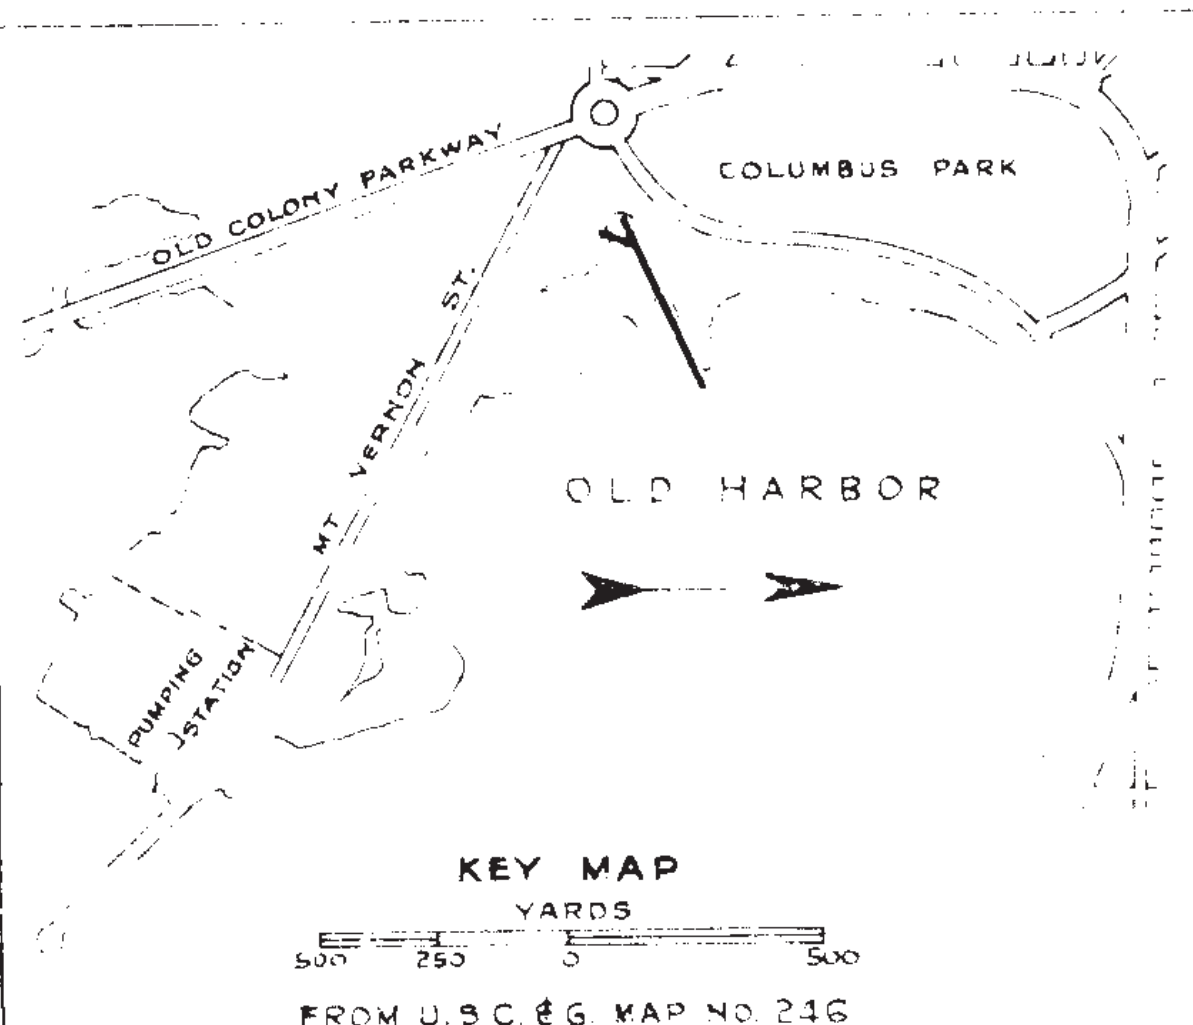 COLUMBUS PARK
OLD COLONY PARKWAY
MT VERNON ST.
OLD HARBOR
PUMPING
STATION
KEY MAP
YARDS
500 250 0 500
FROM U.S.C.&G. MAP NO. 246